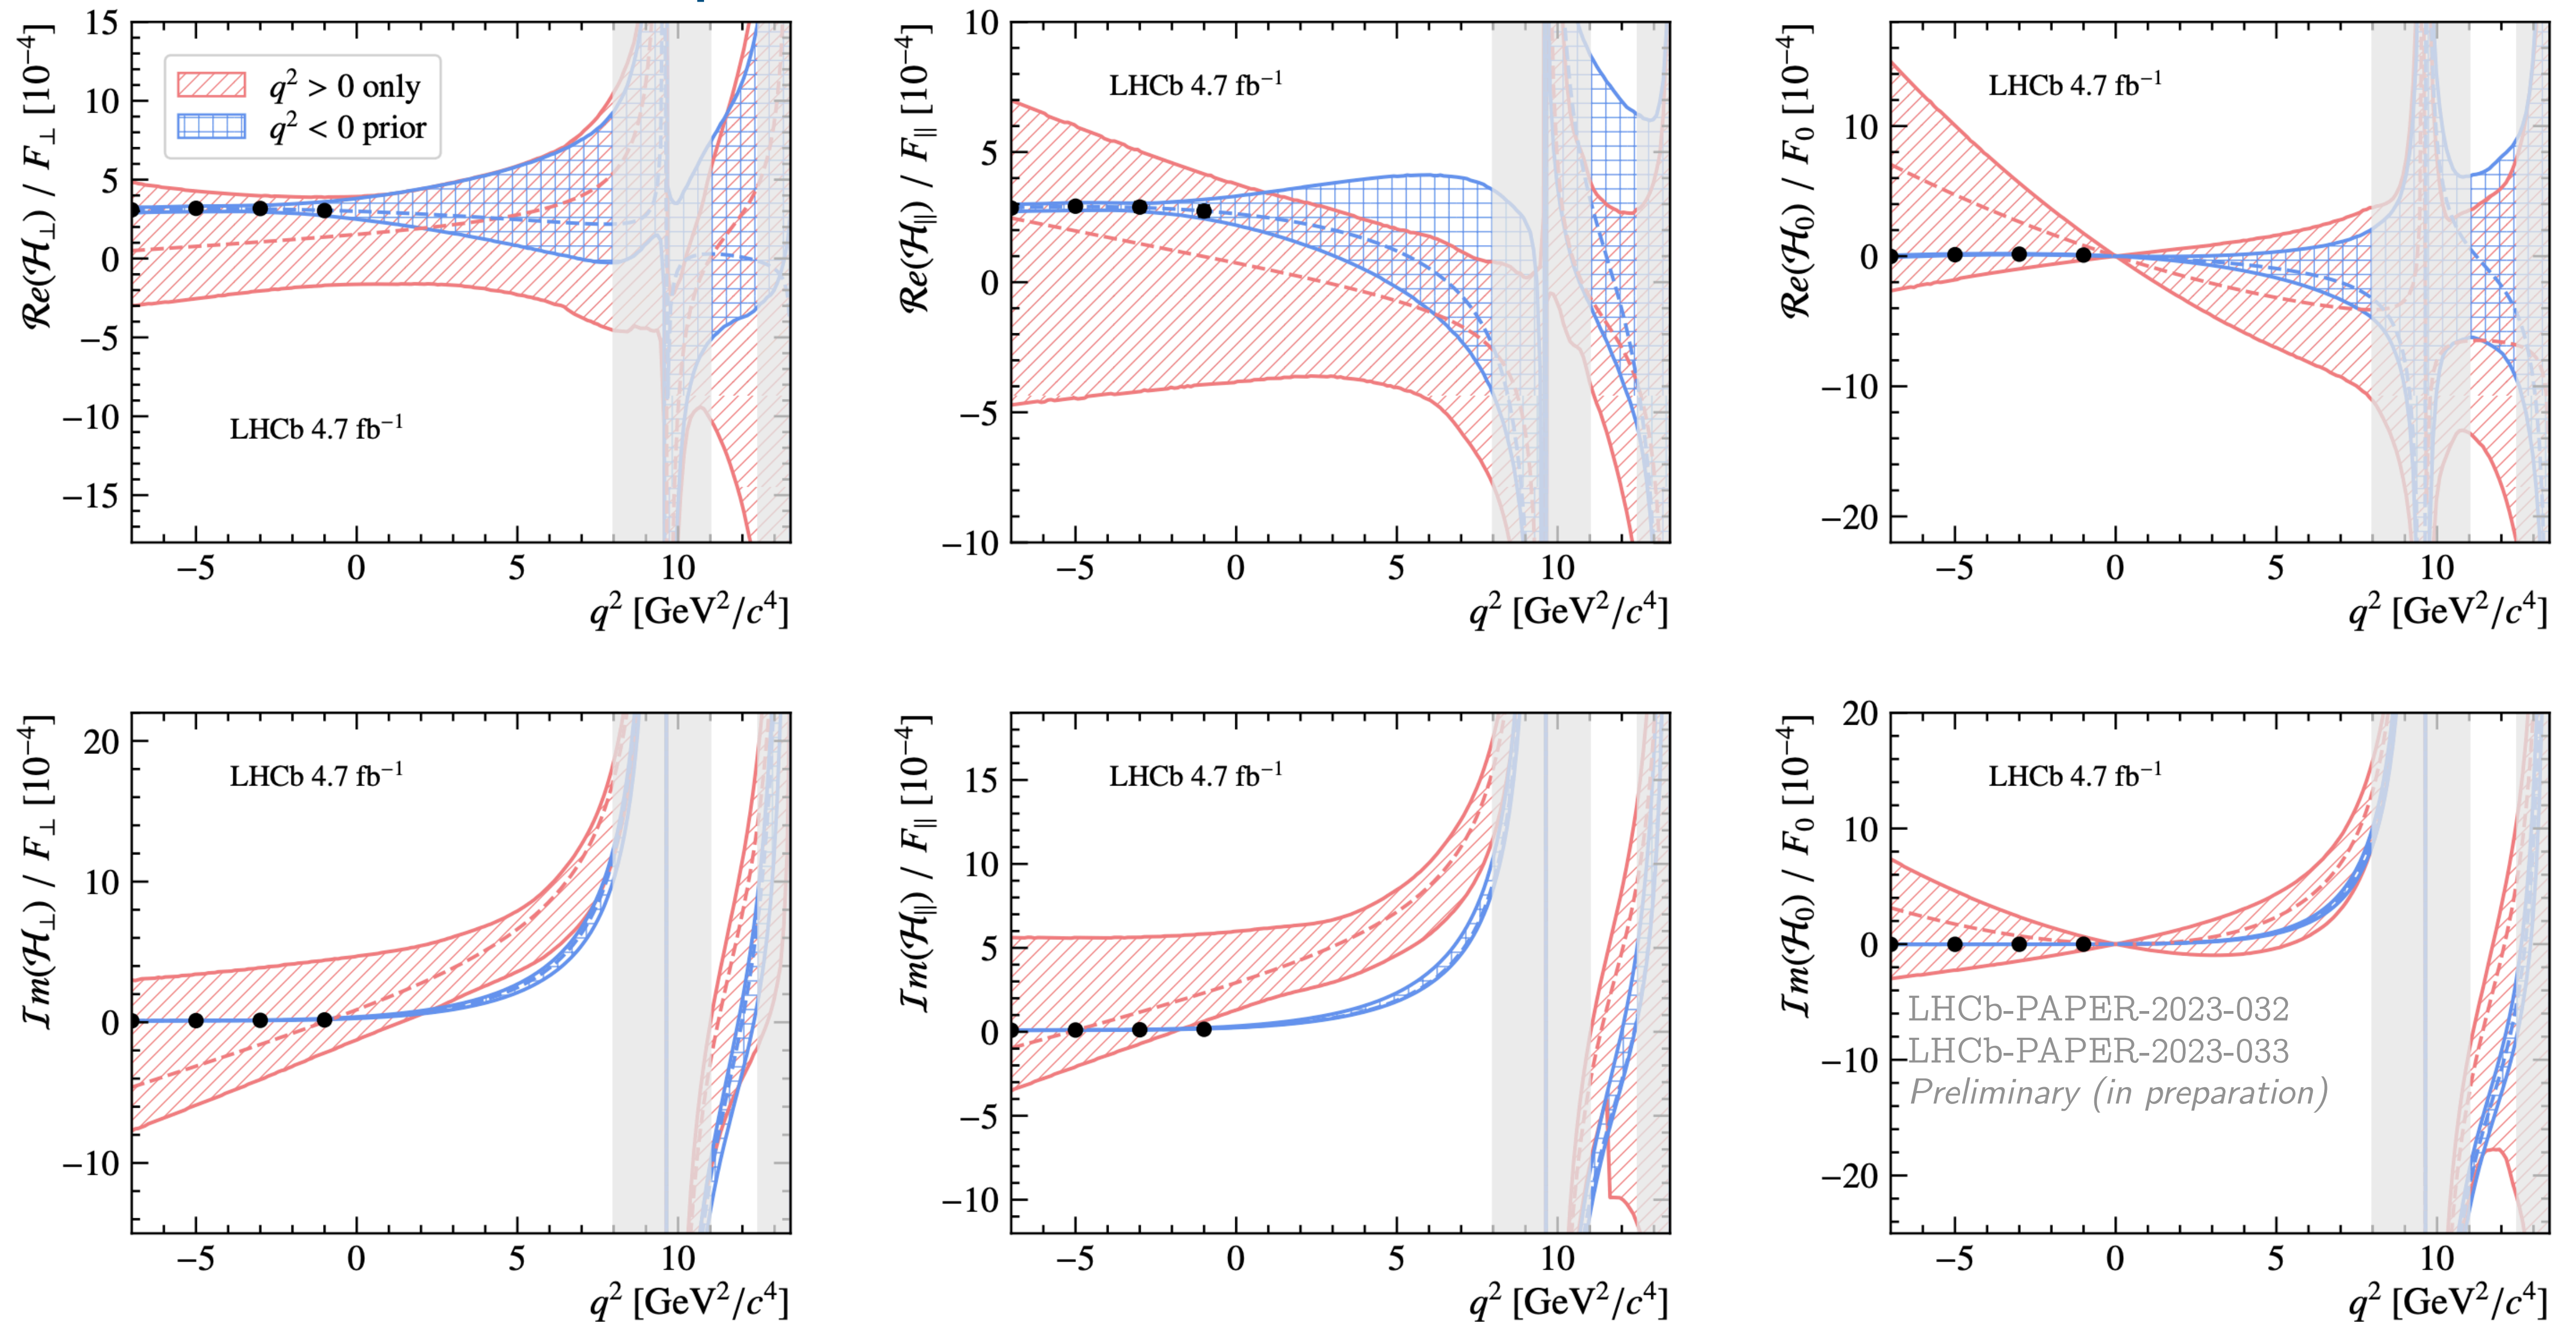 15
10
5
0
−5
−10
−15
ℛe(ℋ⊥) / F⊥ [10⁻⁴]
q² > 0 only
q² < 0 prior
LHCb 4.7 fb⁻¹
−5 0 5 10
q² [GeV²/c⁴]
10
5
0
−5
−10
ℛe(ℋ∥) / F∥ [10⁻⁴]
LHCb 4.7 fb⁻¹
−5 0 5 10
q² [GeV²/c⁴]
10
0
−10
−20
ℛe(ℋ₀) / F₀ [10⁻⁴]
LHCb 4.7 fb⁻¹
−5 0 5 10
q² [GeV²/c⁴]
20
10
0
−10
ℐm(ℋ⊥) / F⊥ [10⁻⁴]
LHCb 4.7 fb⁻¹
−5 0 5 10
q² [GeV²/c⁴]
15
10
5
0
−5
−10
ℐm(ℋ∥) / F∥ [10⁻⁴]
LHCb 4.7 fb⁻¹
−5 0 5 10
q² [GeV²/c⁴]
20
10
0
−10
−20
ℐm(ℋ₀) / F₀ [10⁻⁴]
LHCb 4.7 fb⁻¹
LHCb-PAPER-2023-032
LHCb-PAPER-2023-033
Preliminary (in preparation)
−5 0 5 10
q² [GeV²/c⁴]